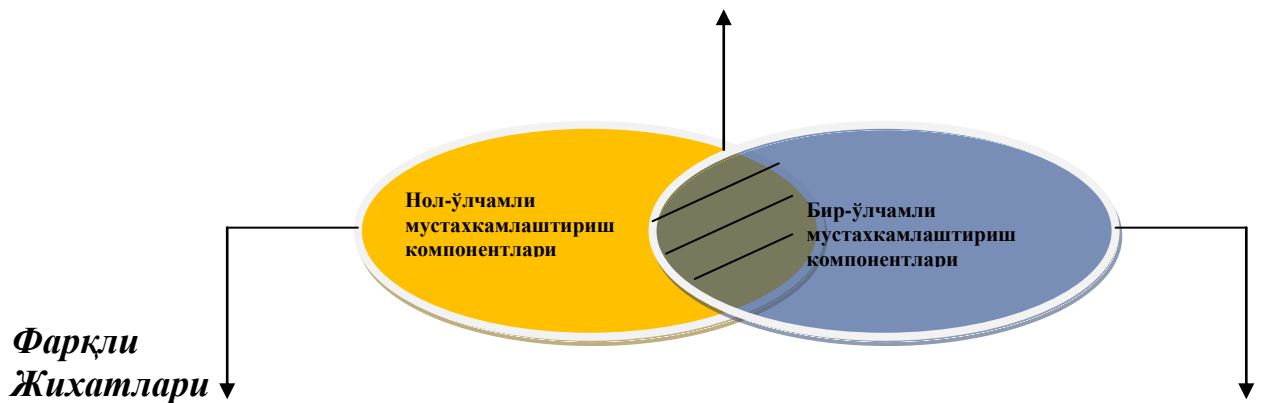 Нол-ўлчамли
мустахкамлаштириш
компонентлари
Бир-ўлчамли
мустахкамлаштириш
компонентлари
Фарқли
Жихатлари